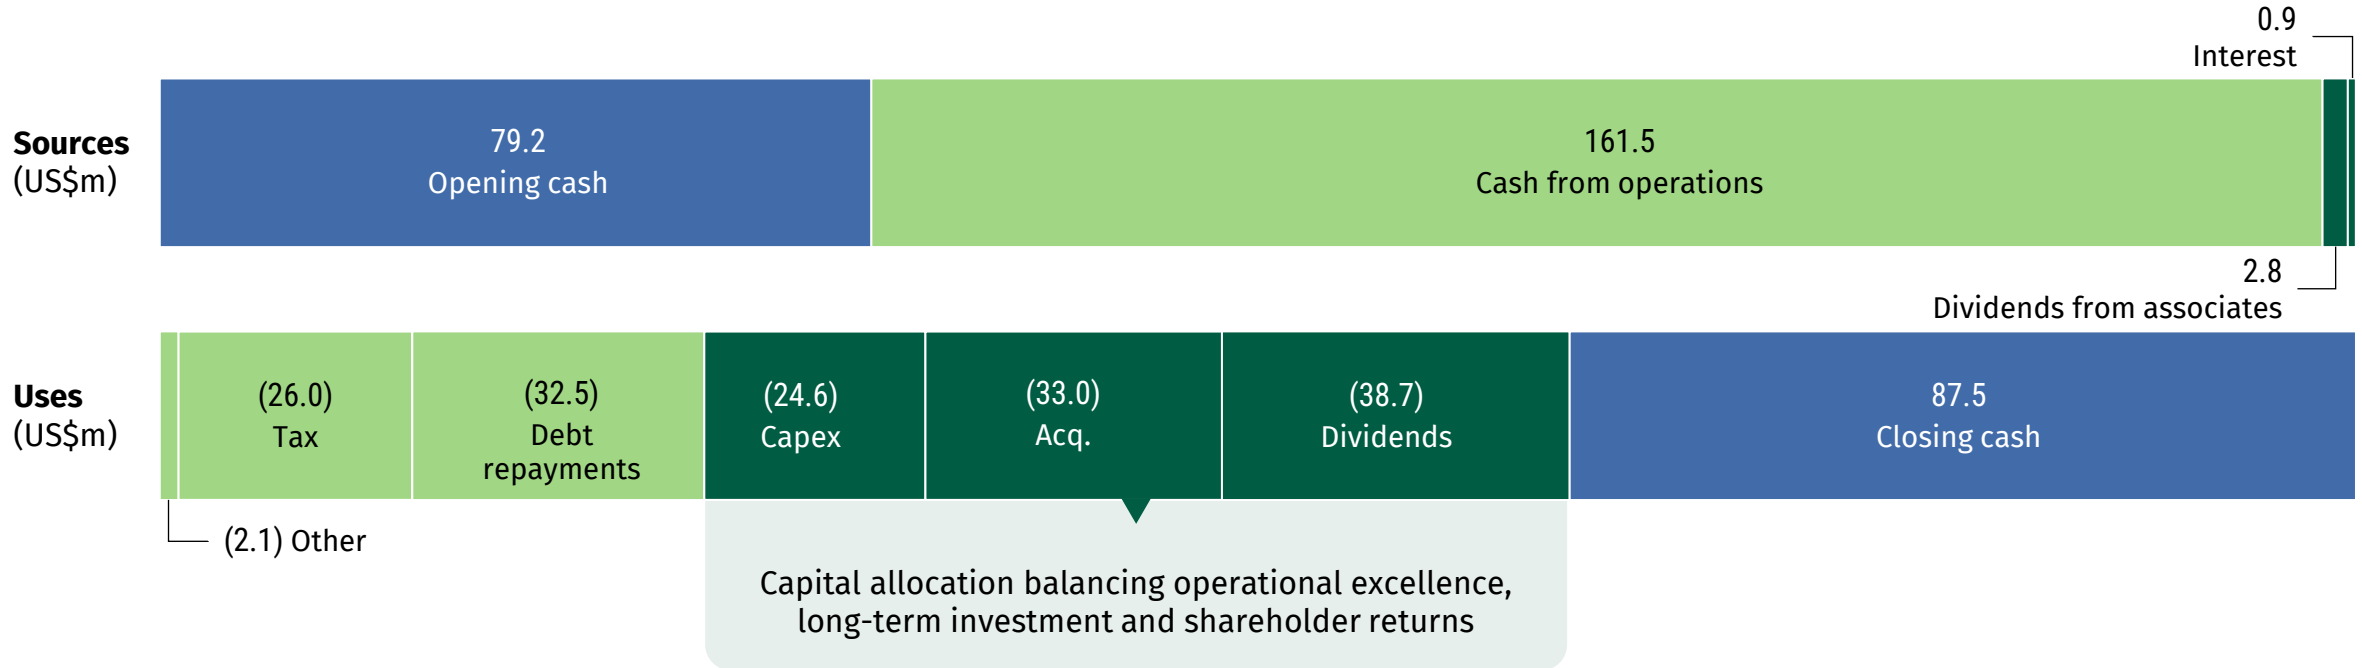 0.9
Interest
Sources
(US$m)
79.2
Opening cash
161.5
Cash from operations
2.8
Dividends from associates
Uses
(US$m)
(26.0)
Tax
(32.5)
Debt
repayments
(24.6)
Capex
(33.0)
Acq.
(38.7)
Dividends
87.5
Closing cash
(2.1) Other
Capital allocation balancing operational excellence,
long-term investment and shareholder returns